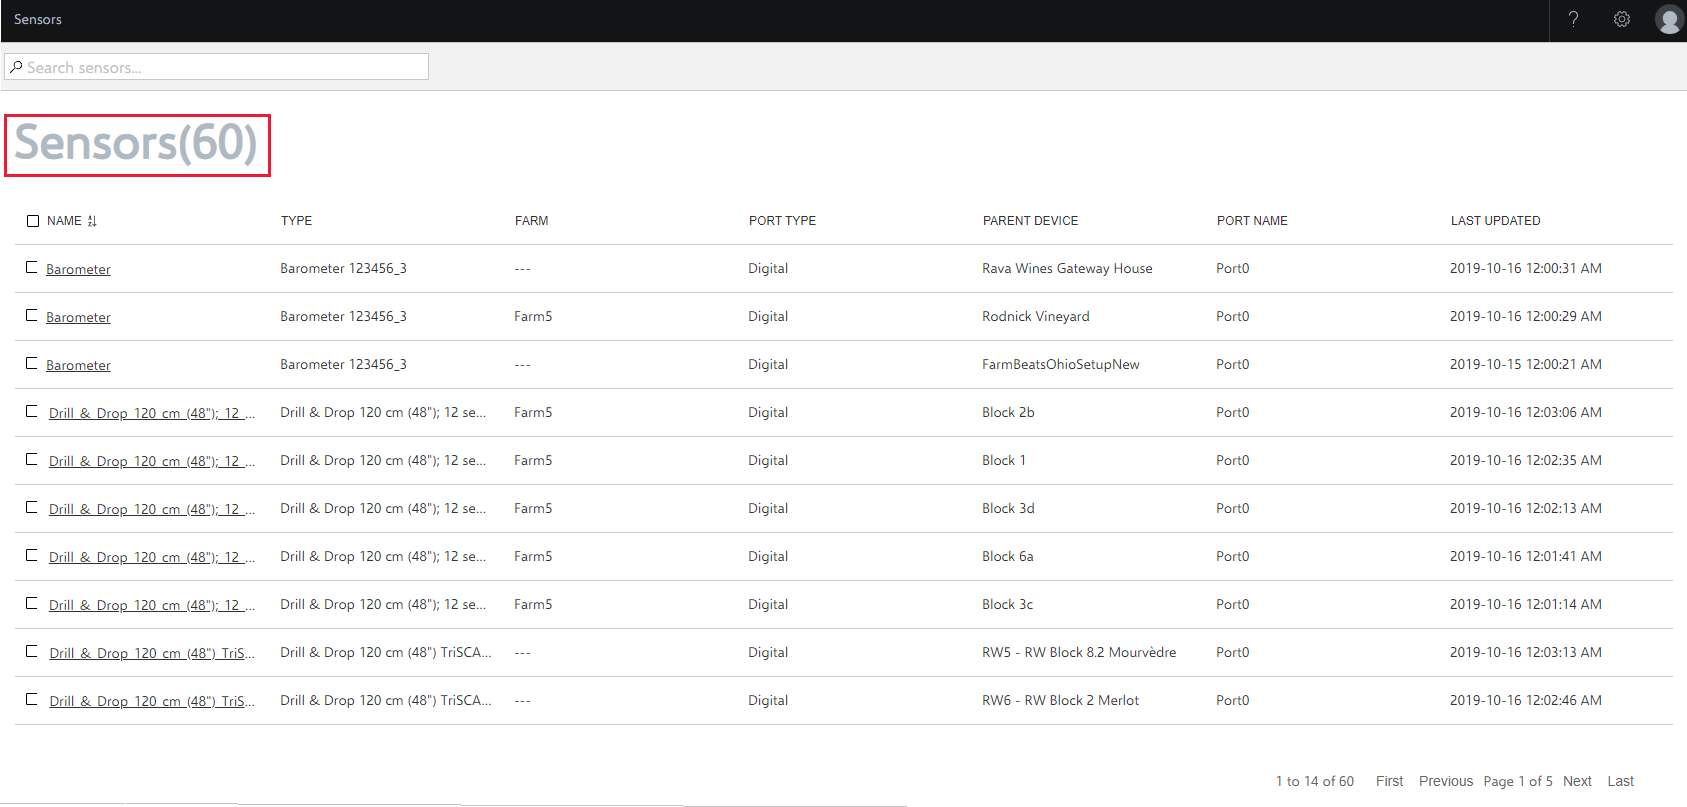 Sensors ?
Search sensors...
Sensors(60)
NAME TYPE FARM PORT TYPE PARENT DEVICE PORT NAME LAST UPDATED
Barometer Barometer 123456_3 --- Digital Rava Wines Gateway House Port0 2019-10-16 12:00:31 AM
Barometer Barometer 123456_3 Farm5 Digital Rodnick Vineyard Port0 2019-10-16 12:00:29 AM
Barometer Barometer 123456_3 --- Digital FarmBeatsOhioSetupNew Port0 2019-10-15 12:00:21 AM
Drill & Drop 120 cm (48"); 12 ... Drill & Drop 120 cm (48"); 12 se... Farm5 Digital Block 2b Port0 2019-10-16 12:03:06 AM
Drill & Drop 120 cm (48"); 12 ... Drill & Drop 120 cm (48"); 12 se... Farm5 Digital Block 1 Port0 2019-10-16 12:02:35 AM
Drill & Drop 120 cm (48"); 12 ... Drill & Drop 120 cm (48"); 12 se... Farm5 Digital Block 3d Port0 2019-10-16 12:02:13 AM
Drill & Drop 120 cm (48"); 12 ... Drill & Drop 120 cm (48"); 12 se... Farm5 Digital Block 6a Port0 2019-10-16 12:01:41 AM
Drill & Drop 120 cm (48"); 12 ... Drill & Drop 120 cm (48"); 12 se... Farm5 Digital Block 3c Port0 2019-10-16 12:01:14 AM
Drill & Drop 120 cm (48") TriS... Drill & Drop 120 cm (48") TriSCA... --- Digital RW5 - RW Block 8.2 Mourvèdre Port0 2019-10-16 12:03:13 AM
Drill & Drop 120 cm (48") TriS... Drill & Drop 120 cm (48") TriSCA... --- Digital RW6 - RW Block 2 Merlot Port0 2019-10-16 12:02:46 AM
1 to 14 of 60 First Previous Page 1 of 5 Next Last